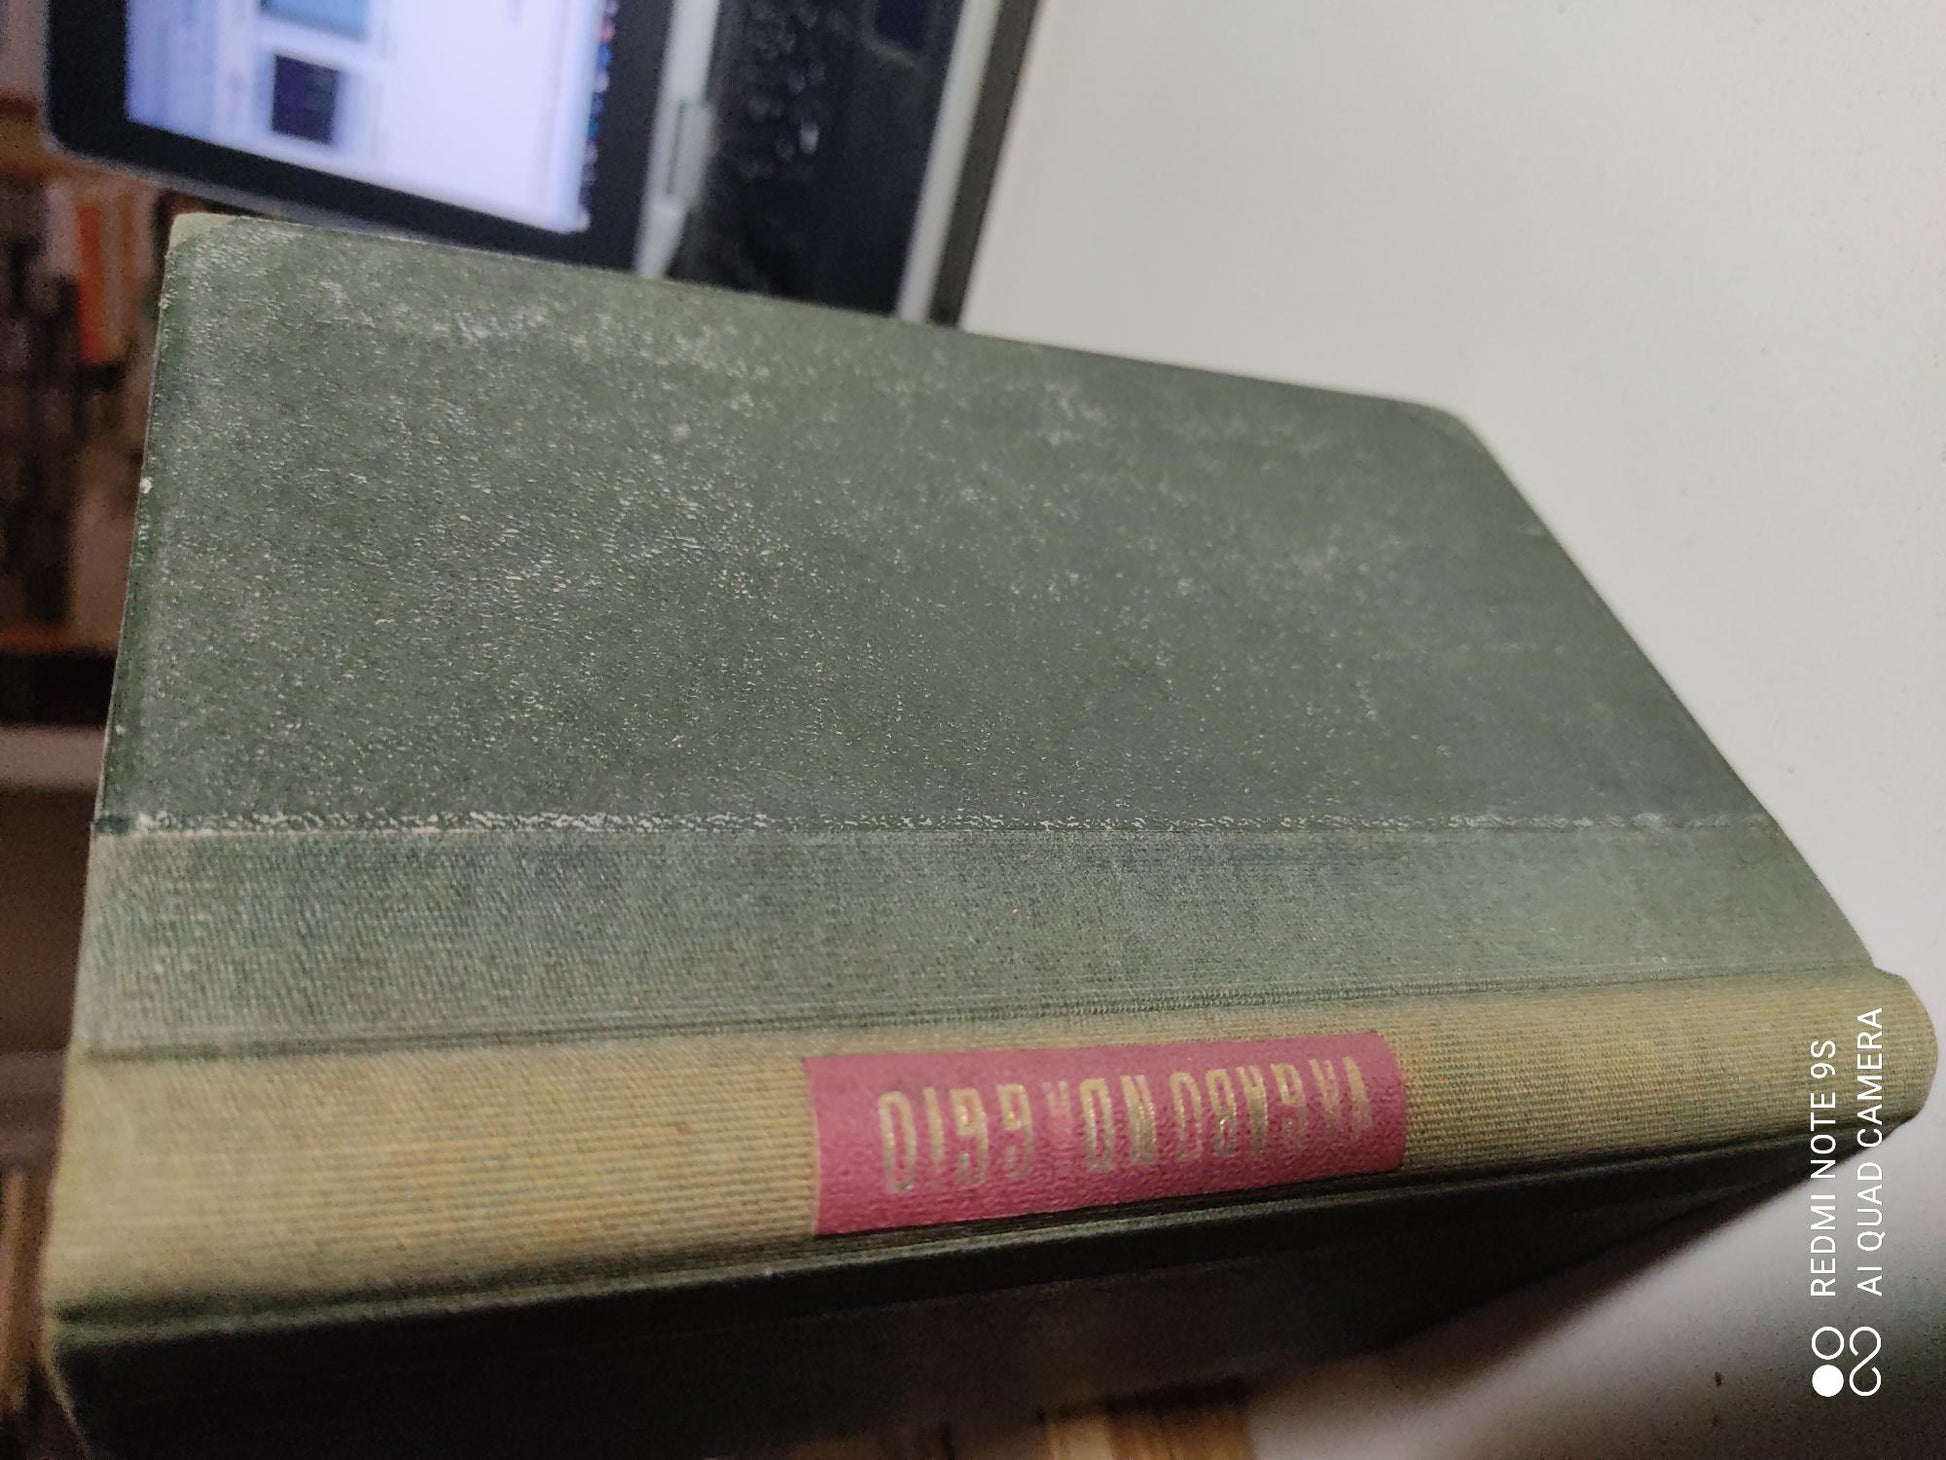 VAGABONDAGGIO
REDMI NOTE 9S
AI QUAD CAMERA